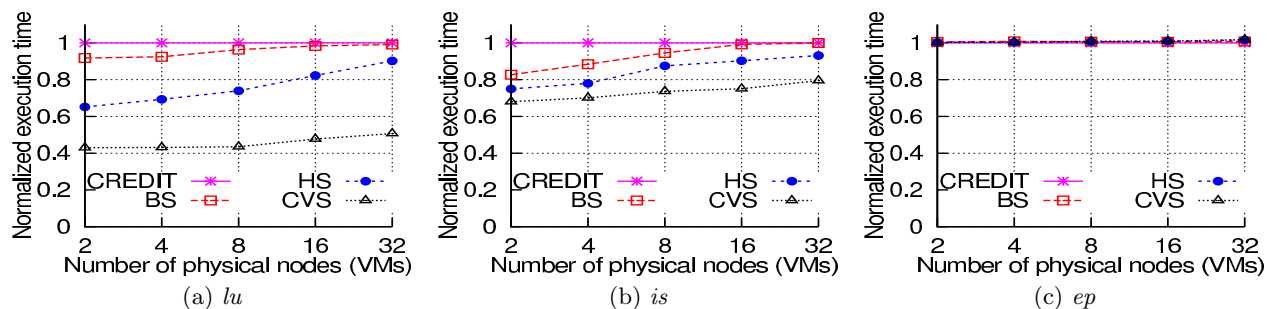 Normalized execution time
1
0.8
0.6
0.4
0.2
0
CREDIT
BS
HS
CVS
2 4 8 16 32
Number of physical nodes (VMs)
(a) lu
Normalized execution time
1
0.8
0.6
0.4
0.2
0
CREDIT
BS
HS
CVS
2 4 8 16 32
Number of physical nodes (VMs)
(b) is
Normalized execution time
1
0.8
0.6
0.4
0.2
0
CREDIT
BS
HS
CVS
2 4 8 16 32
Number of physical nodes (VMs)
(c) ep